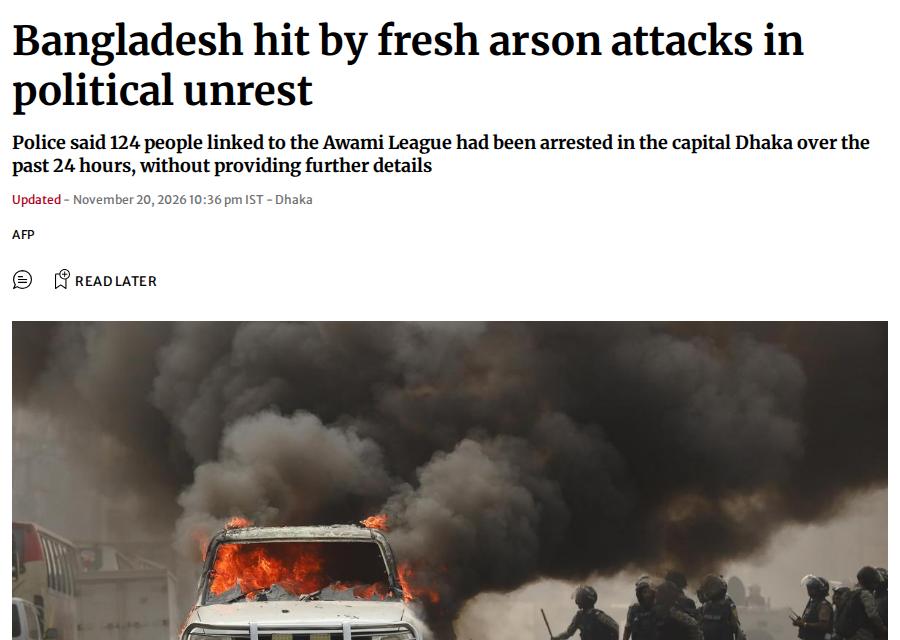 Bangladesh hit by fresh arson attacks in
political unrest
Police said 124 people linked to the Awami League had been arrested in the capital Dhaka over the
past 24 hours, without providing further details
Updated - November 20, 2026 10:36 pm IST - Dhaka
AFP
READ LATER